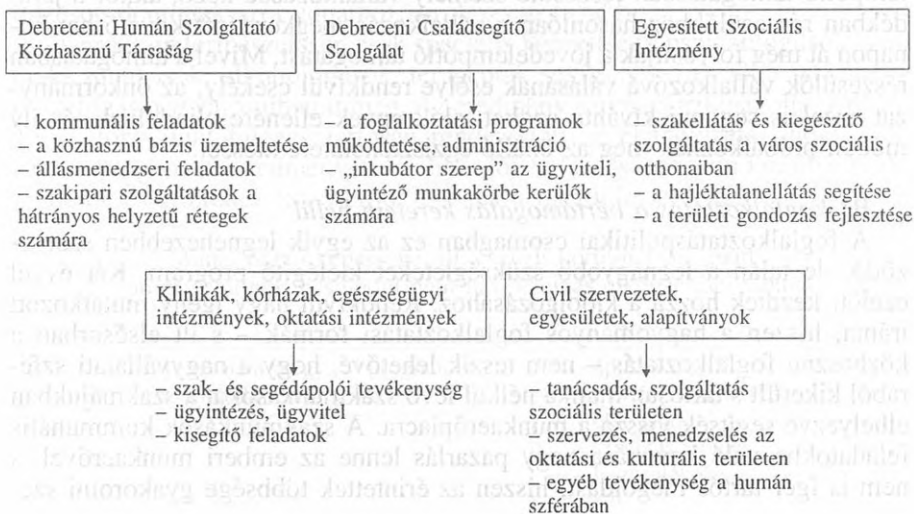 Debreceni Humán Szolgáltató
Közhasznú Társaság
Debreceni Családsegítő
Szolgálat
Egyesített Szociális
Intézmény
– kommunális feladatok
– a közhasznú bázis üzemeltetése
– állásmenedzseri feladatok
– szakipari szolgáltatások a
hátrányos helyzetű rétegek
számára
– a foglalkoztatási programok
működtetése, adminisztráció
– „inkubátor szerep” az ügyviteli,
ügyintéző munkakörbe kerülők
számára
– szakellátás és kiegészítő
szolgáltatás a város szociális
otthonaiban
– a hajléktalanellátás segítése
– a területi gondozás fejlesztése
Klinikák, kórházak, egészségügyi
intézmények, oktatási intézmények
Civil szervezetek,
egyesületek, alapítványok
– szak- és segédápolói tevékenység
– ügyintézés, ügyvitel
– kisegítő feladatok
– tanácsadás, szolgáltatás
szociális területen
– szervezés, menedzselés az
oktatási és kulturális területen
– egyéb tevékenység a humán
szférában